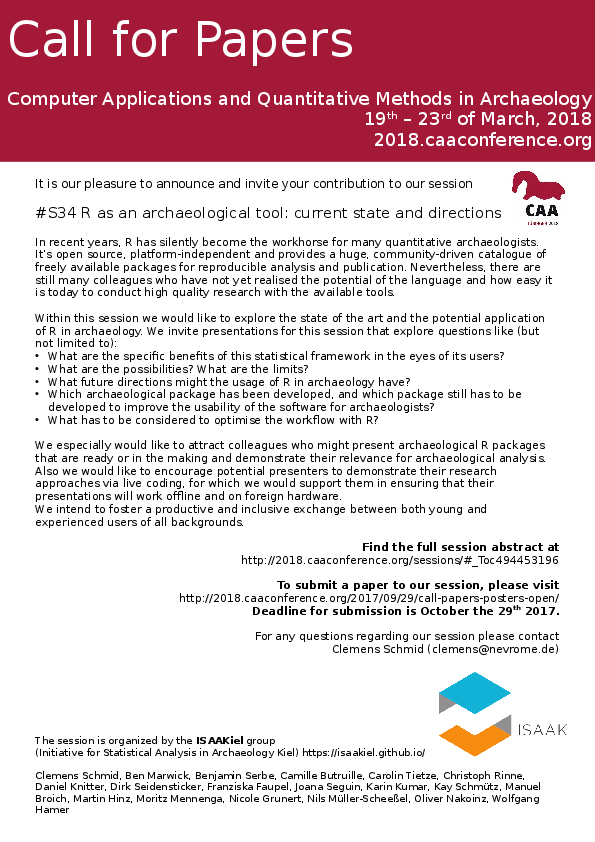 Call for Papers
Computer Applications and Quantitative Methods in Archaeology
19th – 23rd of March, 2018
2018.caaconference.org
It is our pleasure to announce and invite your contribution to our session
#S34 R as an archaeological tool: current state and directions
CAA
In recent years, R has silently become the workhorse for many quantitative archaeologists.
It's open source, platform-independent and provides a huge, community-driven catalogue of
freely available packages for reproducible analysis and publication. Nevertheless, there are
still many colleagues who have not yet realised the potential of the language and how easy it
is today to conduct high quality research with the available tools.
Within this session we would like to explore the state of the art and the potential application
of R in archaeology. We invite presentations for this session that explore questions like (but
not limited to):
• What are the specific benefits of this statistical framework in the eyes of its users?
• What are the possibilities? What are the limits?
• What future directions might the usage of R in archaeology have?
• Which archaeological package has been developed, and which package still has to be
developed to improve the usability of the software for archaeologists?
• What has to be considered to optimise the workflow with R?
We especially would like to attract colleagues who might present archaeological R packages
that are ready or in the making and demonstrate their relevance for archaeological analysis.
Also we would like to encourage potential presenters to demonstrate their research
approaches via live coding, for which we would support them in ensuring that their
presentations will work offline and on foreign hardware.
We intend to foster a productive and inclusive exchange between both young and
experienced users of all backgrounds.
Find the full session abstract at
http://2018.caaconference.org/sessions/#_Toc494453196
To submit a paper to our session, please visit
http://2018.caaconference.org/2017/09/29/call-papers-posters-open/
Deadline for submission is October the 29th 2017.
For any questions regarding our session please contact
Clemens Schmid (clemens@nevrome.de)
ISAAK
The session is organized by the ISAAKiel group
(Initiative for Statistical Analysis in Archaeology Kiel) https://isaakiel.github.io/
Clemens Schmid, Ben Marwick, Benjamin Serbe, Camille Butruille, Carolin Tietze, Christoph Rinne,
Daniel Knitter, Dirk Seidensticker, Franziska Faupel, Joana Seguin, Karin Kumar, Kay Schmütz, Manuel
Broich, Martin Hinz, Moritz Mennenga, Nicole Grunert, Nils Müller-Scheeßel, Oliver Nakoinz, Wolfgang
Hamer